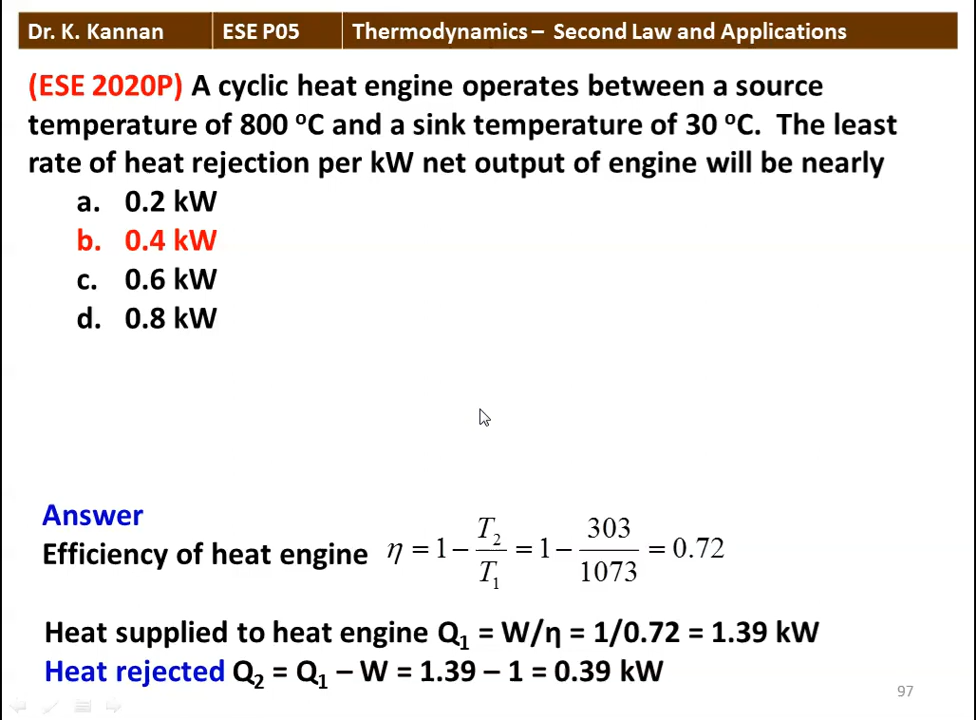 Dr. K. Kannan ESE P05 Thermodynamics – Second Law and Applications
(ESE 2020P) A cyclic heat engine operates between a source
temperature of 800 °C and a sink temperature of 30 °C. The least
rate of heat rejection per kW net output of engine will be nearly
a. 0.2 kW
b. 0.4 kW
c. 0.6 kW
d. 0.8 kW
Answer
Efficiency of heat engine η = 1 − T₂/T₁ = 1 − 303/1073 = 0.72
Heat supplied to heat engine Q₁ = W/η = 1/0.72 = 1.39 kW
Heat rejected Q₂ = Q₁ – W = 1.39 – 1 = 0.39 kW
97